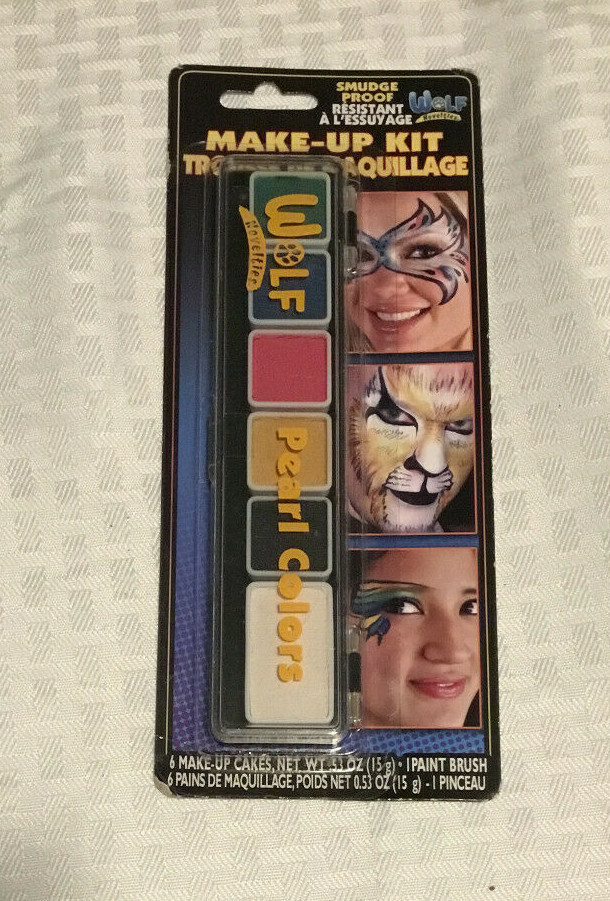 SMUDGE
PROOF
RÉSISTANT
À L'ESSUYAGE
WOLF
Novelties
MAKE-UP KIT
MAQUILLAGE
WOLF
Novelties
Pearl Colors
6 MAKE-UP CAKES, NET WT .53 OZ (15 g) • 1 PAINT BRUSH
6 PAINS DE MAQUILLAGE, POIDS NET 0.53 OZ (15 g) - 1 PINCEAU